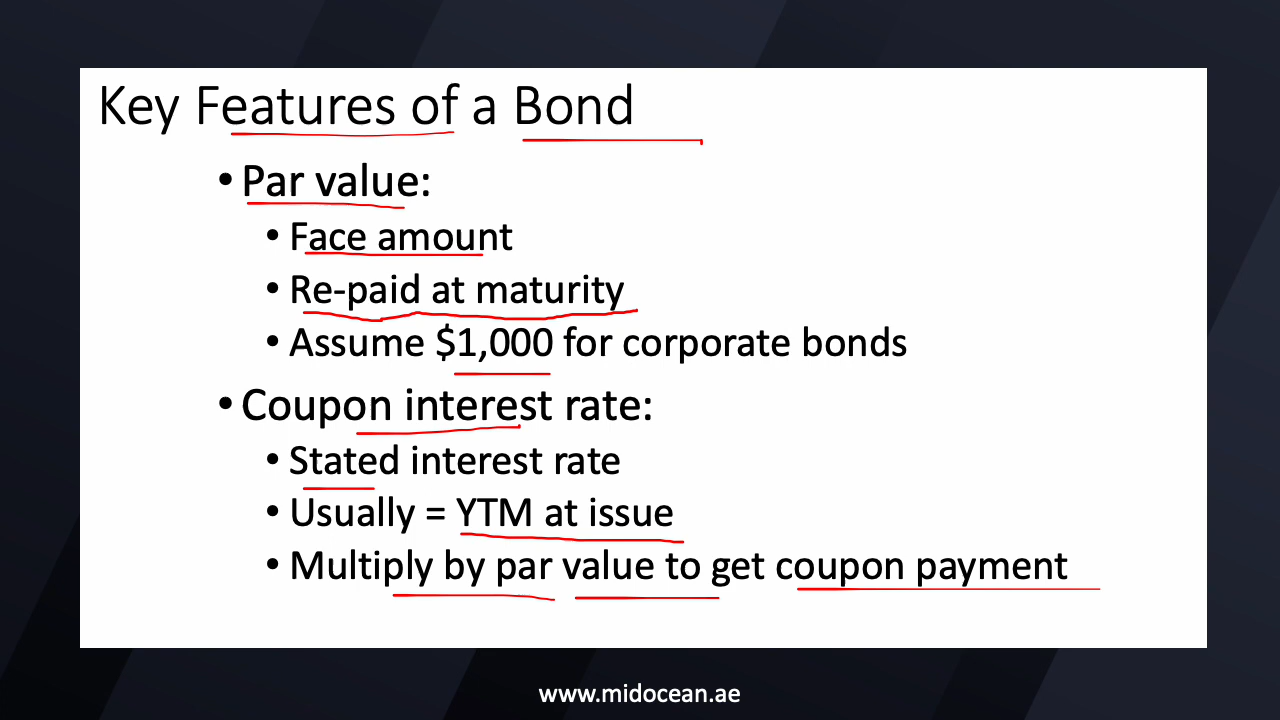 Key Features of a Bond
• Par value:
• Face amount
• Re-paid at maturity
• Assume $1,000 for corporate bonds
• Coupon interest rate:
• Stated interest rate
• Usually = YTM at issue
• Multiply by par value to get coupon payment
www.midocean.ae